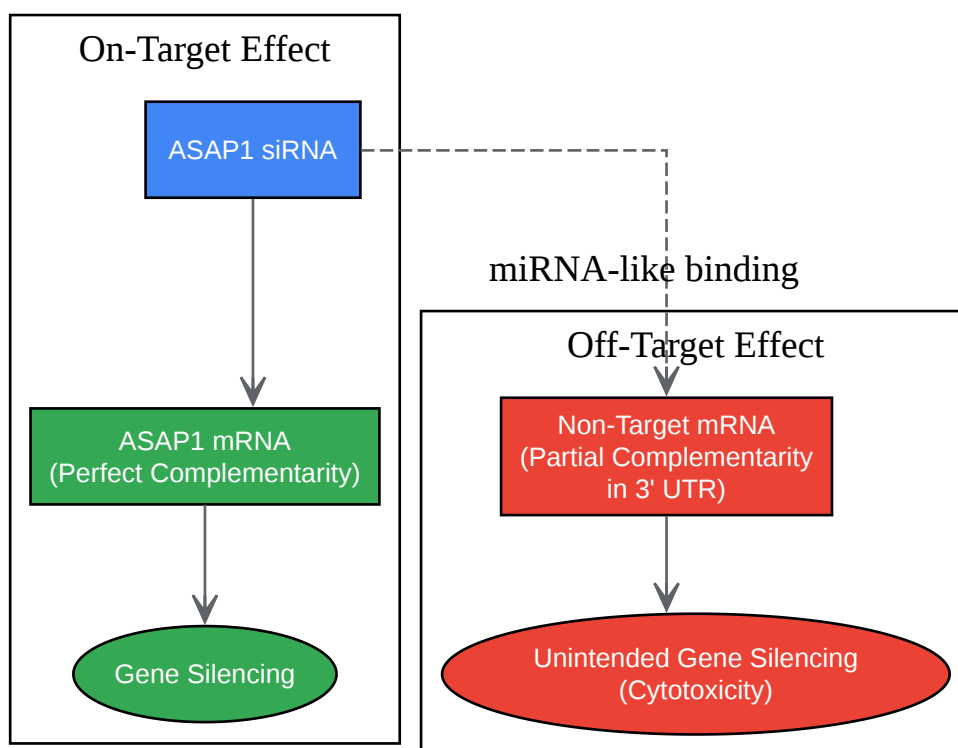 On-Target Effect
ASAP1 siRNA
miRNA-like binding
Off-Target Effect
ASAP1 mRNA
(Perfect Complementarity)
Non-Target mRNA
(Partial Complementarity
in 3' UTR)
Gene Silencing
Unintended Gene Silencing
(Cytotoxicity)